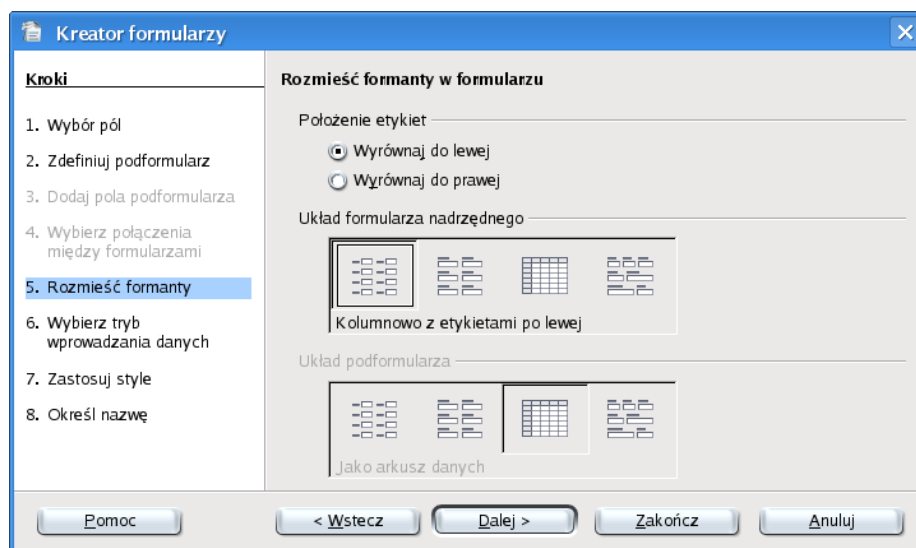 Kreator formularzy
Kroki
1. Wybór pól
2. Zdefiniuj podformularz
3. Dodaj pola podformularza
4. Wybierz połączenia
między formularzami
5. Rozmieść formanty
6. Wybierz tryb
wprowadzania danych
7. Zastosuj style
8. Określ nazwę
Rozmieść formanty w formularzu
Położenie etykiet
Wyrównaj do lewej
Wyrównaj do prawej
Układ formularza nadrzędnego
Kolumnowo z etykietami po lewej
Układ podformularza
Jako arkusz danych
Pomoc
< Wstecz
Dalej >
Zakończ
Anuluj